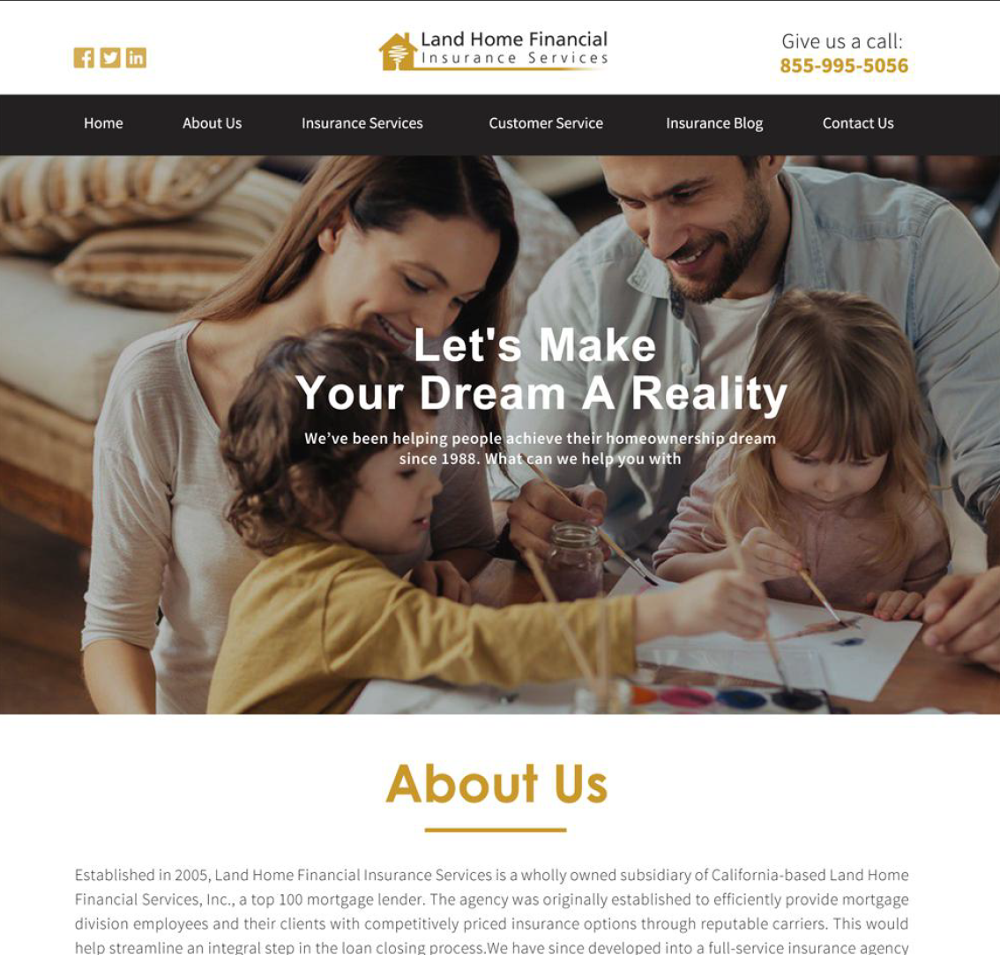 Land Home Financial
Insurance Services
Give us a call:
855-995-5056
Home About Us Insurance Services Customer Service Insurance Blog Contact Us
Let's Make
Your Dream A Reality
We’ve been helping people achieve their homeownership dream
since 1988. What can we help you with
About Us
Established in 2005, Land Home Financial Insurance Services is a wholly owned subsidiary of California-based Land Home
Financial Services, Inc., a top 100 mortgage lender. The agency was originally established to efficiently provide mortgage
division employees and their clients with competitively priced insurance options through reputable carriers. This would
help streamline an integral step in the loan closing process.We have since developed into a full-service insurance agency